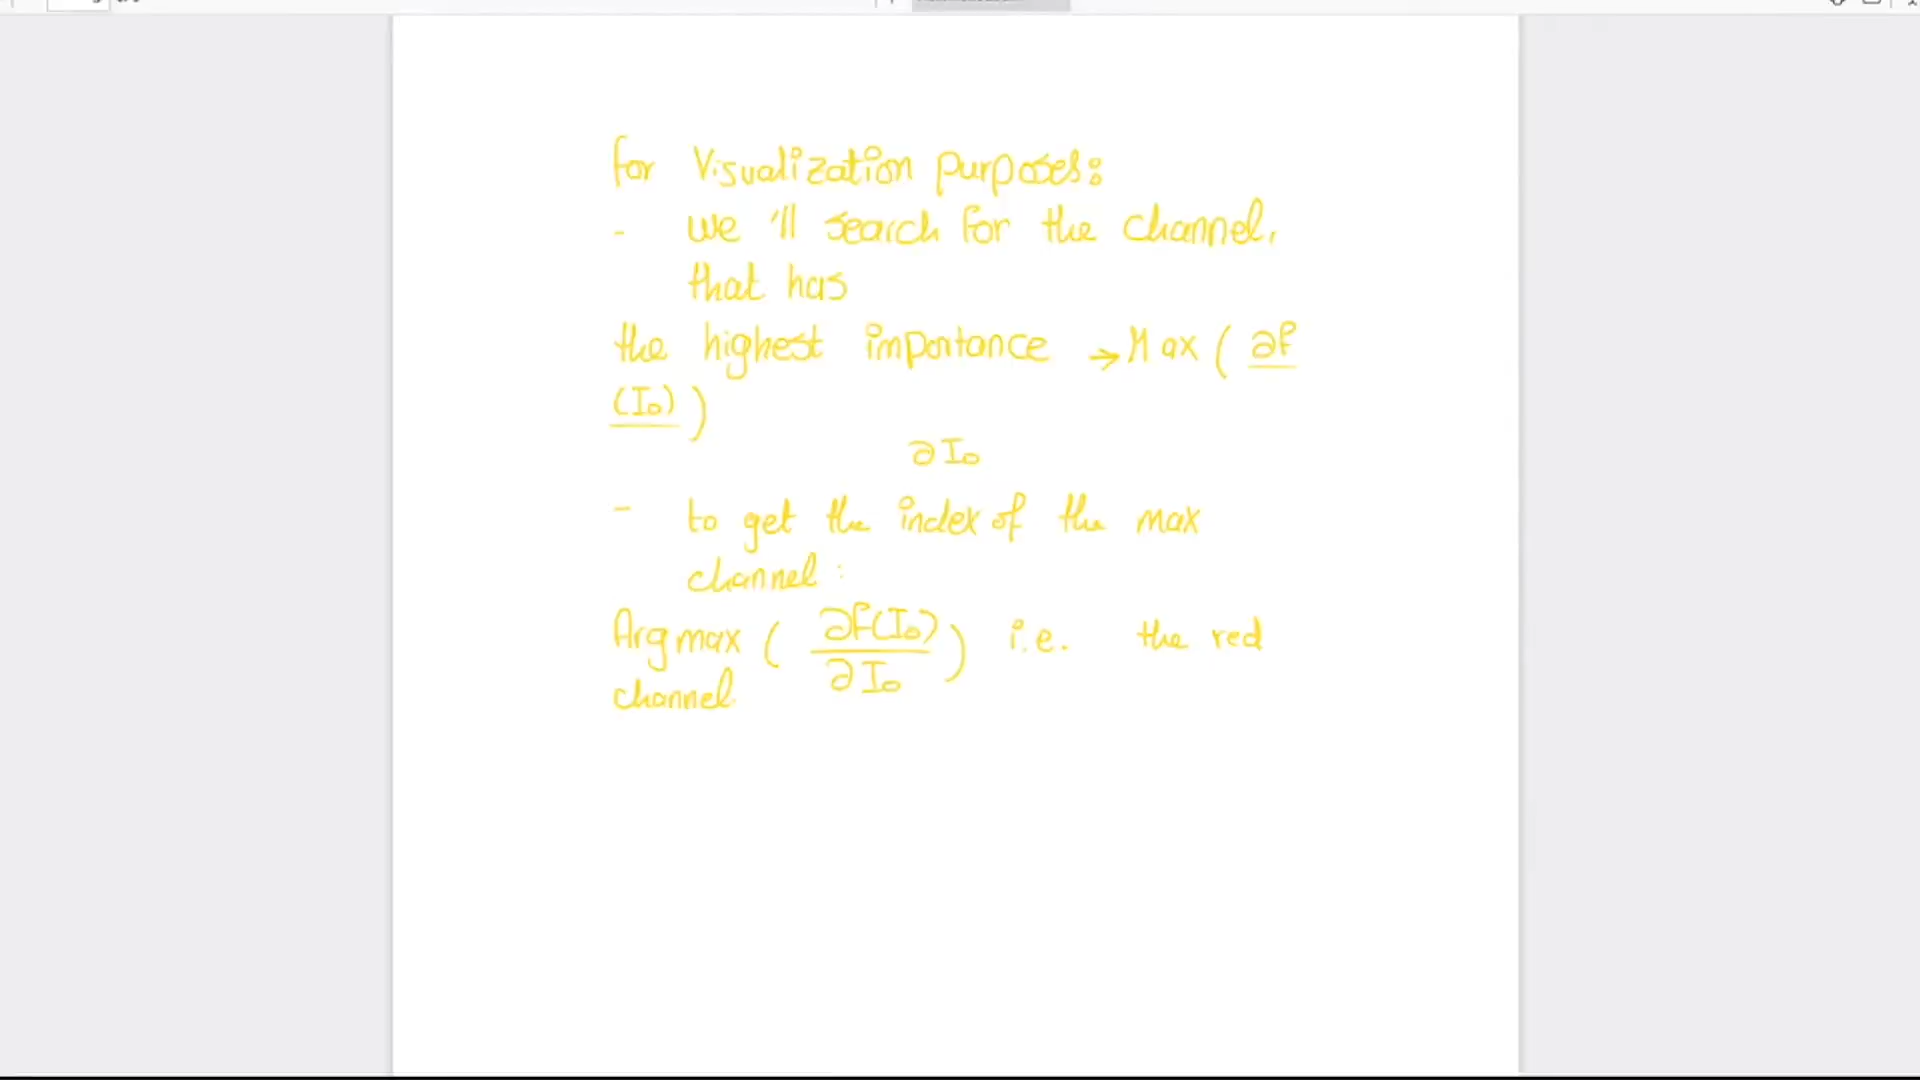 for Visualization purposes:
- we 'll search for the channel,
that has
the highest importance → Max ( ∂f
(I₀) )
∂I₀
- to get the index of the max
channel :
Argmax ( ∂f(I₀) / ∂I₀ ) i.e. the red
channel.